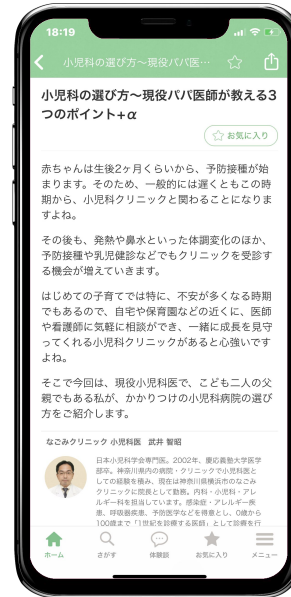 18:19
小児科の選び方〜現役パパ医…
小児科の選び方〜現役パパ医師が教える3
つのポイント+α
お気に入り
赤ちゃんは生後2ヶ月くらいから、予防接種が始
まります。そのため、一般的には遅くともこの時
期から、小児科クリニックと関わることになりま
すよね。
その後も、発熱や鼻水といった体調変化のほか、
予防接種や乳児健診などでもクリニックを受診す
る機会が増えていきます。
はじめての子育てでは特に、不安が多くなる時期
でもあるので、自宅や保育園などの近くに、医師
や看護師に気軽に相談ができ、一緒に成長を見守
ってくれる小児科クリニックがあると心強いです
よね。
そこで今回は、現役小児科医で、こども二人の父
親でもある私が、かかりつけの小児科病院の選び
方をご紹介します。
なごみクリニック 小児科医 武井 智昭
日本小児科学会専門医。2002年、慶応義塾大学医学
部卒。神奈川県内の病院・クリニックで小児科医と
しての経験を積み、現在は神奈川県横浜市のなごみ
クリニックに院長として勤務。内科・小児科・アレ
ルギー科を担当しています。感染症・アレルギー疾
患、呼吸器疾患、予防医学などを得意とし、0歳から
100歳まで「1世紀を診療する医師」として診療を行
ホーム
さがす
体験談
お気に入り
メニュー